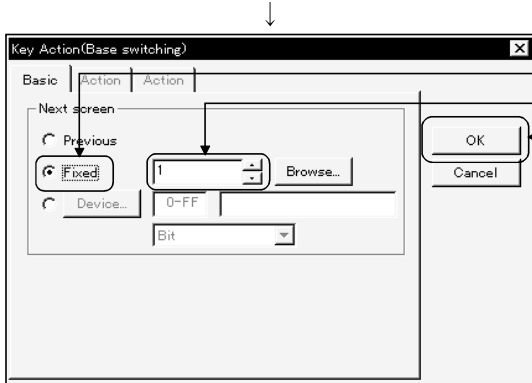 ↓
Key Action(Base switching)
Basic Action Action
Next screen
Previous
Fixed 1 Browse...
Device... 0-FF
Bit
OK
Cancel